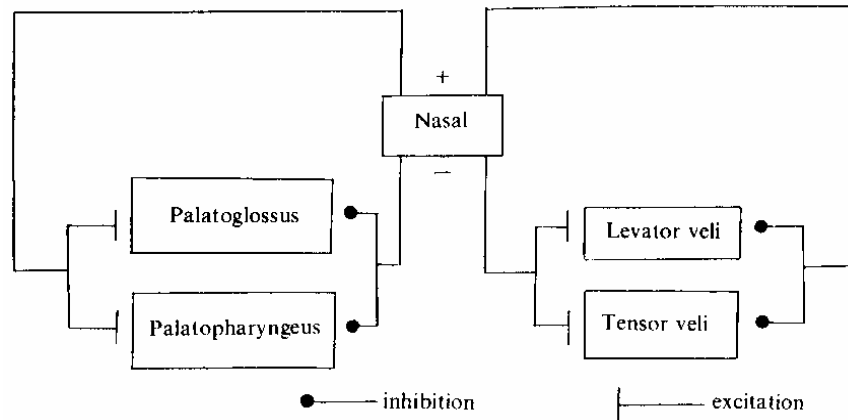 +
Nasal
−
Palatoglossus
Levator veli
Palatopharyngeus
Tensor veli
inhibition
excitation